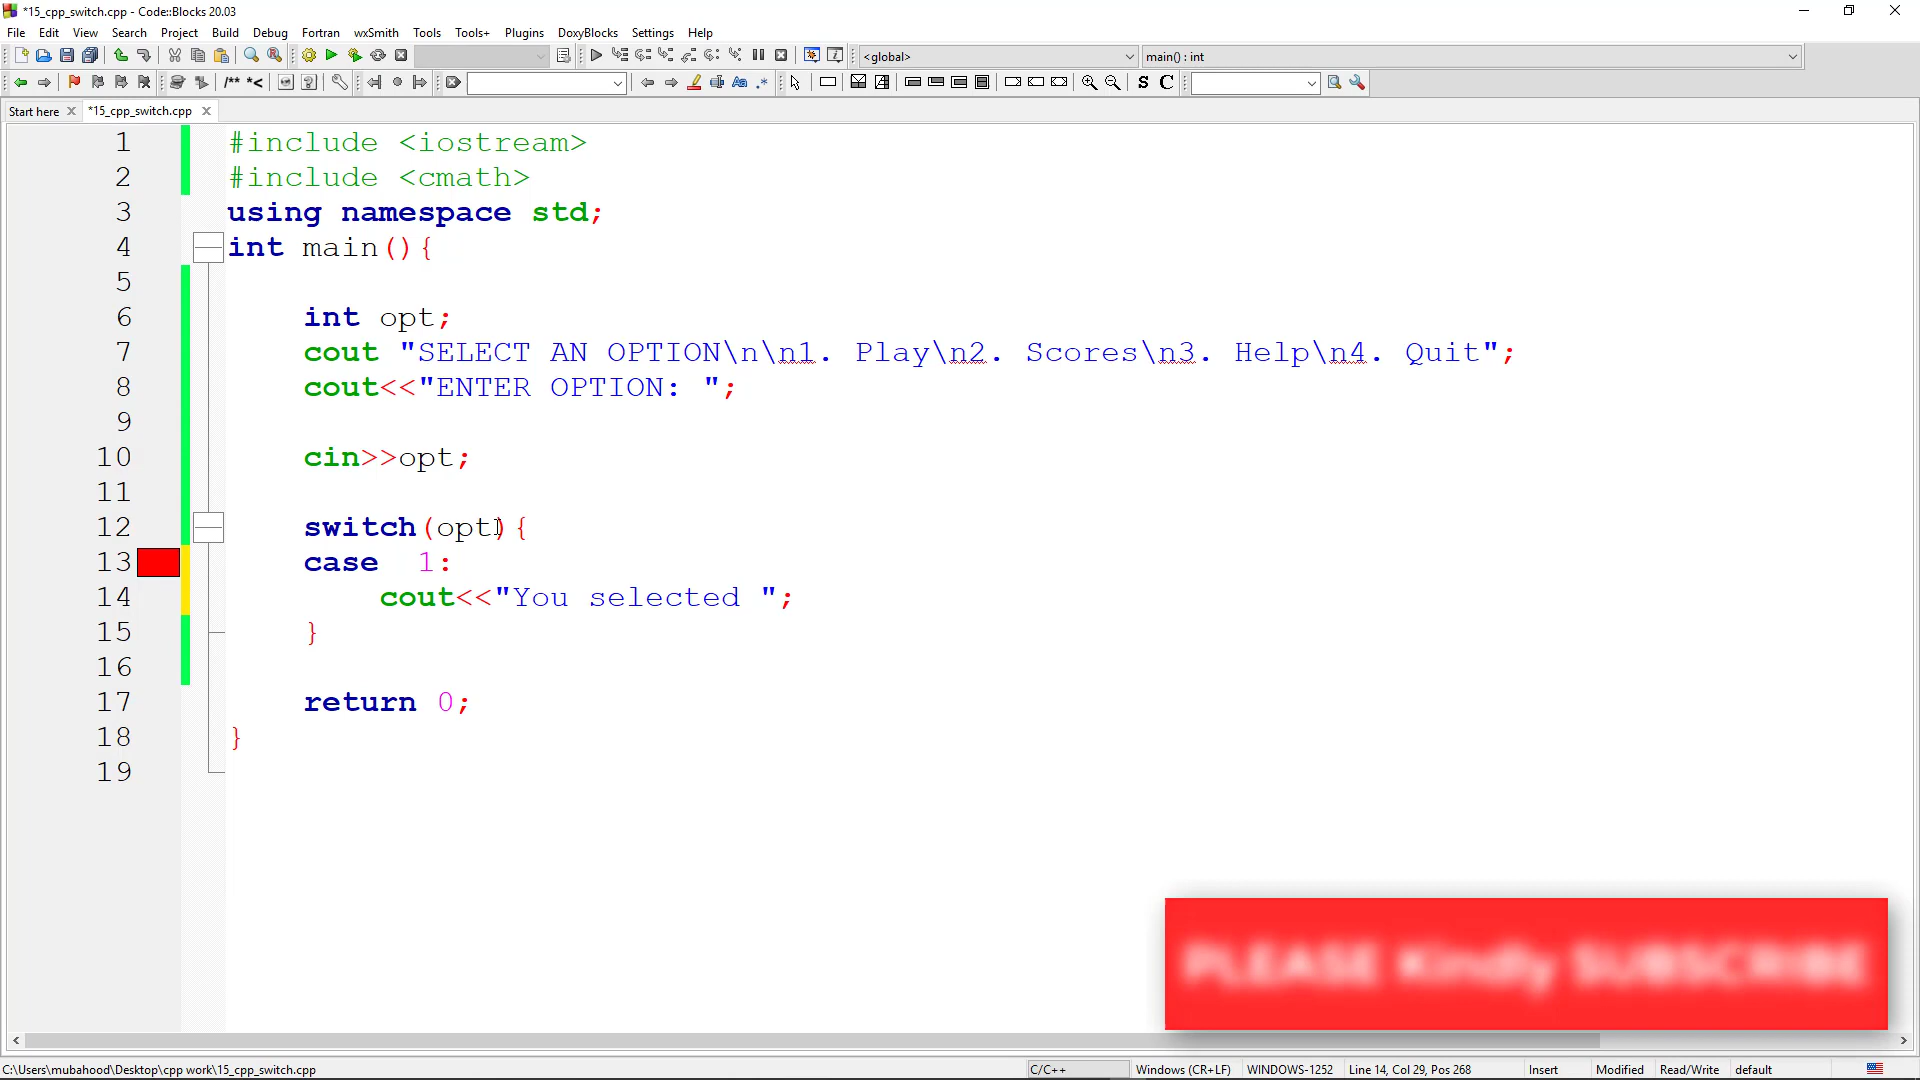 *15_cpp_switch.cpp - Code::Blocks 20.03
File Edit View Search Project Build Debug Fortran wxSmith Tools Tools+ Plugins DoxyBlocks Settings Help
<global> main() : int
/** *< Aa .* S C
Start here *15_cpp_switch.cpp
1 #include <iostream>
2 #include <cmath>
3 using namespace std;
4 int main(){
5
6 int opt;
7 cout "SELECT AN OPTION\n\n1. Play\n2. Scores\n3. Help\n4. Quit";
8 cout<<"ENTER OPTION: ";
9
10 cin>>opt;
11
12 switch(opt){
13 case  1:
14 cout<<"You selected ";
15 }
16
17 return 0;
18 }
19
PLEASE Kindly SUBSCRIBE
C:\Users\mubahood\Desktop\cpp work\15_cpp_switch.cpp C/C++ Windows (CR+LF) WINDOWS-1252 Line 14, Col 29, Pos 268 Insert Modified Read/Write default